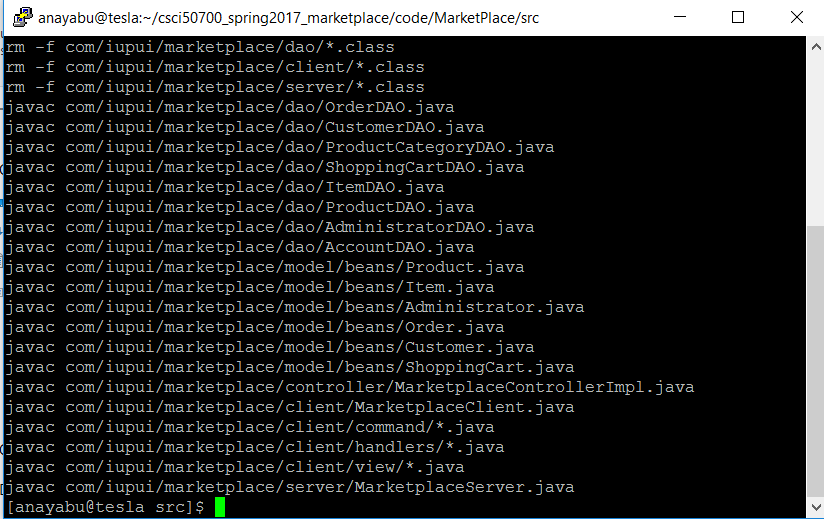 anayabu@tesla:~/csci50700_spring2017_marketplace/code/MarketPlace/src
rm -f com/iupui/marketplace/dao/*.class
rm -f com/iupui/marketplace/client/*.class
rm -f com/iupui/marketplace/server/*.class
javac com/iupui/marketplace/dao/OrderDAO.java
javac com/iupui/marketplace/dao/CustomerDAO.java
javac com/iupui/marketplace/dao/ProductCategoryDAO.java
javac com/iupui/marketplace/dao/ShoppingCartDAO.java
javac com/iupui/marketplace/dao/ItemDAO.java
javac com/iupui/marketplace/dao/ProductDAO.java
javac com/iupui/marketplace/dao/AdministratorDAO.java
javac com/iupui/marketplace/dao/AccountDAO.java
javac com/iupui/marketplace/model/beans/Product.java
javac com/iupui/marketplace/model/beans/Item.java
javac com/iupui/marketplace/model/beans/Administrator.java
javac com/iupui/marketplace/model/beans/Order.java
javac com/iupui/marketplace/model/beans/Customer.java
javac com/iupui/marketplace/model/beans/ShoppingCart.java
javac com/iupui/marketplace/controller/MarketplaceControllerImpl.java
javac com/iupui/marketplace/client/MarketplaceClient.java
javac com/iupui/marketplace/client/command/*.java
javac com/iupui/marketplace/client/handlers/*.java
javac com/iupui/marketplace/client/view/*.java
javac com/iupui/marketplace/server/MarketplaceServer.java
[anayabu@tesla src]$